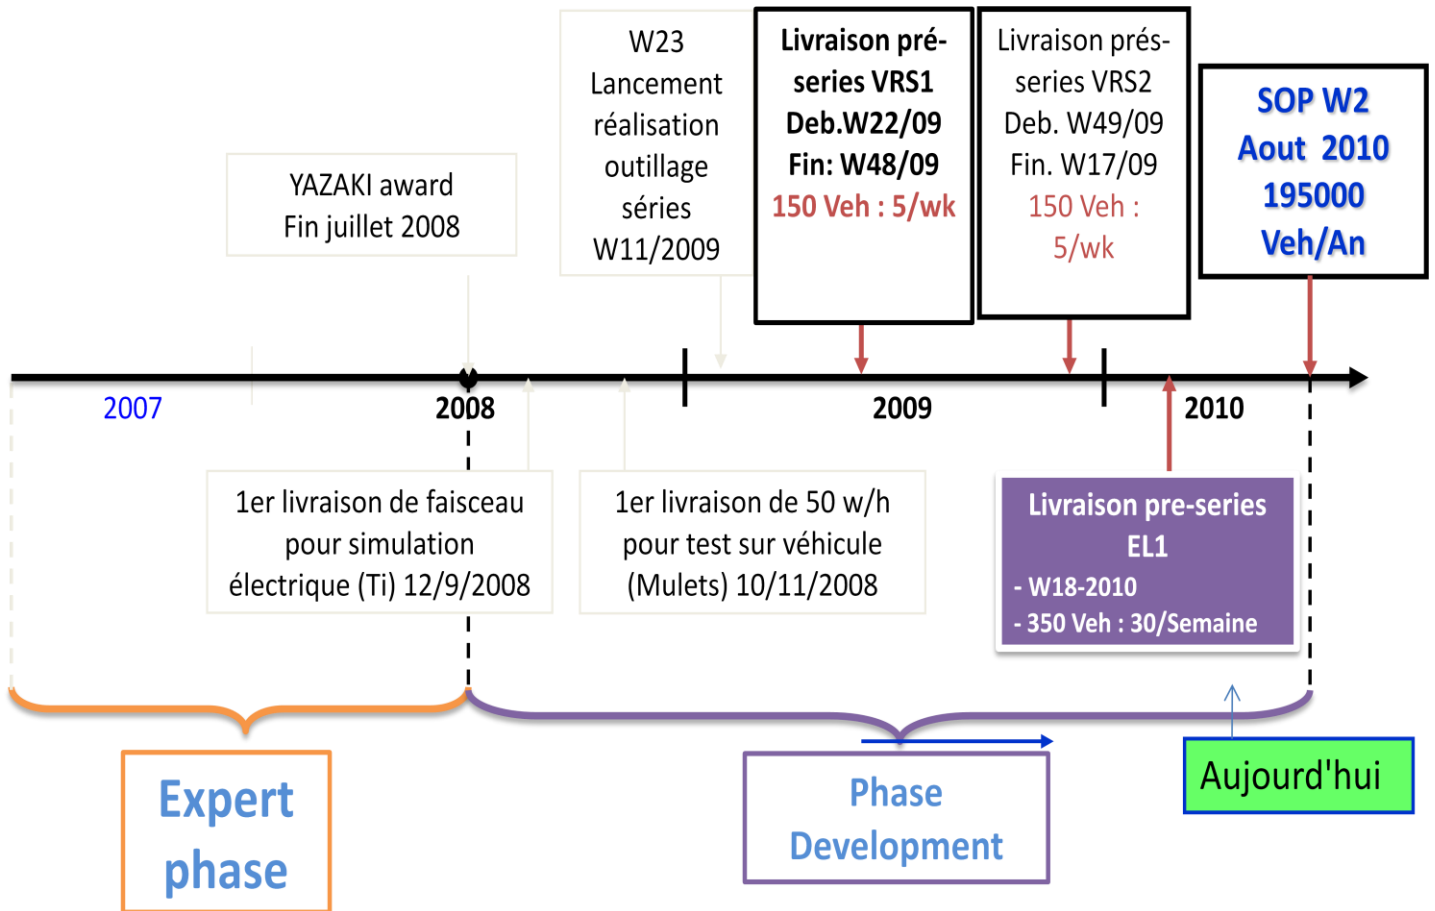 W23
Lancement
réalisation
outillage
séries
W11/2009
Livraison pré-
series VRS1
Deb.W22/09
Fin: W48/09
150 Veh : 5/wk
Livraison prés-
series VRS2
Deb. W49/09
Fin. W17/09
150 Veh :
5/wk
SOP W2
Aout 2010
195000
Veh/An
YAZAKI award
Fin juillet 2008
2007
2008
2009
2010
1er livraison de faisceau
pour simulation
électrique (Ti) 12/9/2008
1er livraison de 50 w/h
pour test sur véhicule
(Mulets) 10/11/2008
Livraison pre-series
EL1
- W18-2010
- 350 Veh : 30/Semaine
Expert
phase
Phase
Development
Aujourd'hui